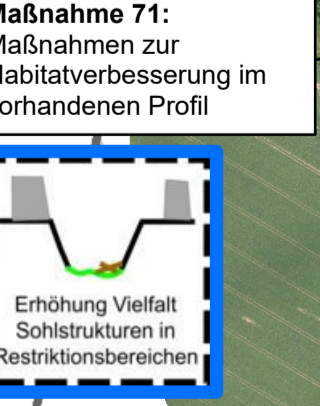 Maßnahme 71:
Maßnahmen zur
Habitatverbesserung im
vorhandenen Profil
Erhöhung Vielfalt
Sohlstrukturen in
Restriktionsbereichen